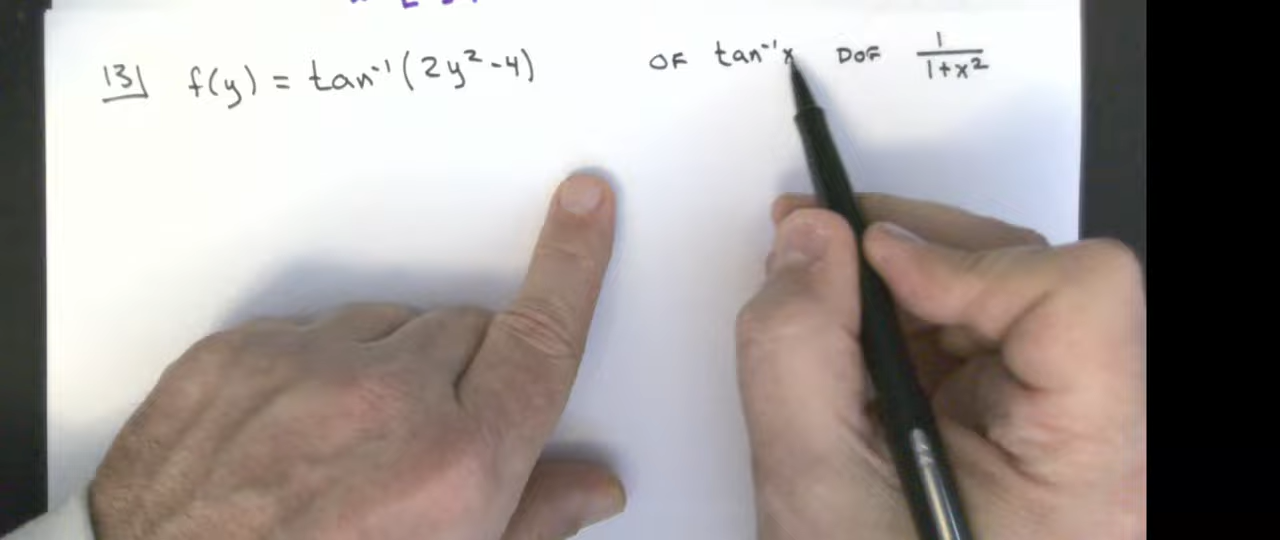 13) f(y) = tan⁻¹(2y²-4) OF tan⁻¹x DOF 1/(1+x²)